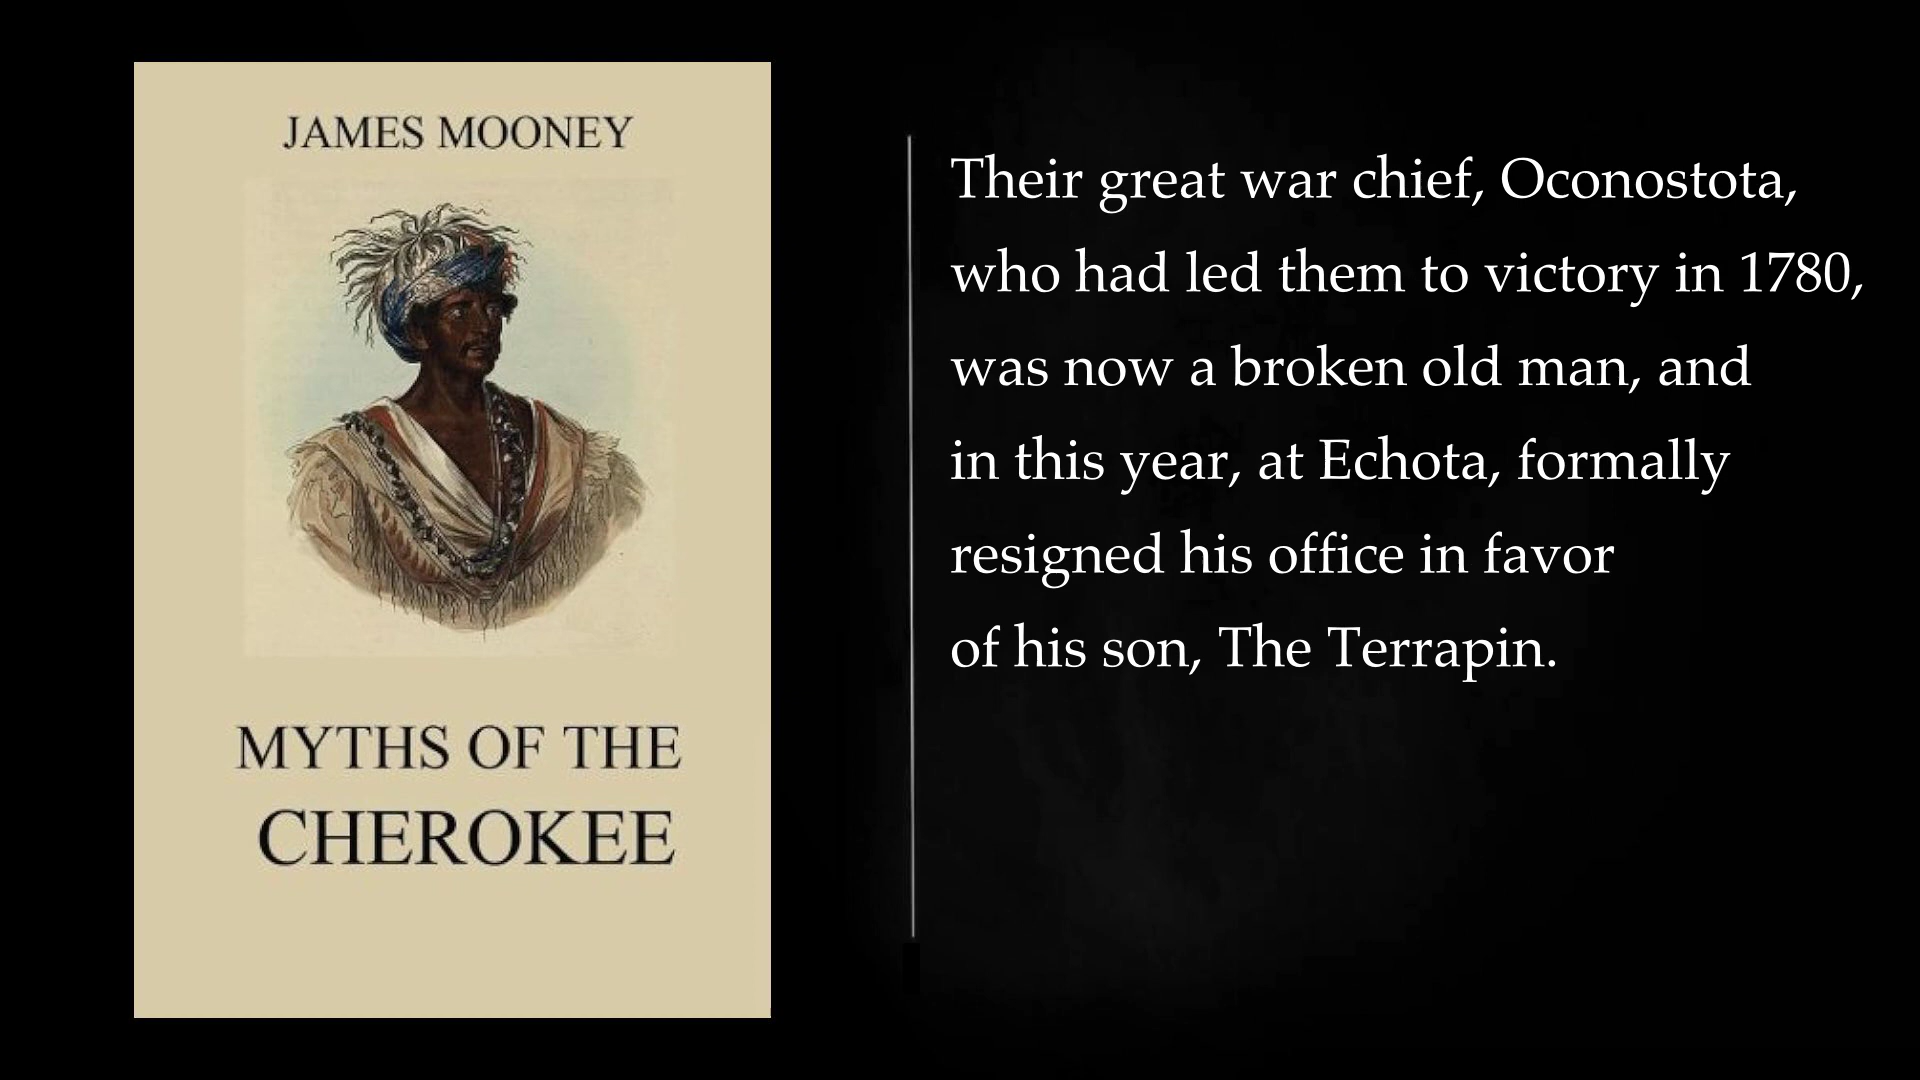 JAMES MOONEY
MYTHS OF THE
CHEROKEE
Their great war chief, Oconostota,
who had led them to victory in 1780,
was now a broken old man, and
in this year, at Echota, formally
resigned his office in favor
of his son, The Terrapin.